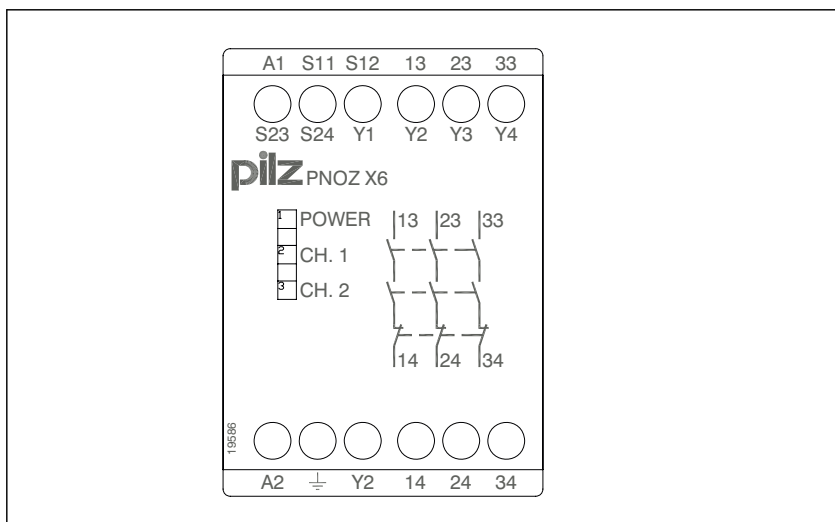 A1 S11 S12 13 23 33
S23 S24 Y1 Y2 Y3 Y4
pilz PNOZ X6
1 POWER 13 23 33
2 CH. 1
3 CH. 2
14 24 34
19586
A2 Y2 14 24 34